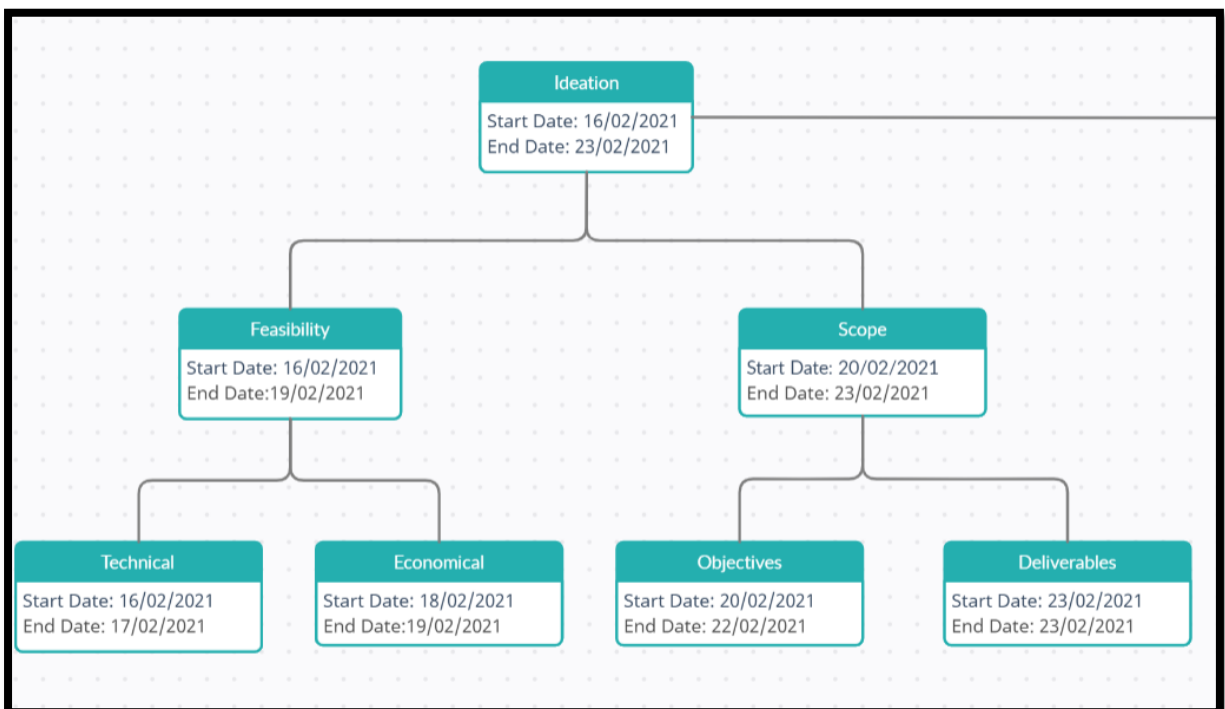 Ideation
Start Date: 16/02/2021
End Date: 23/02/2021
Feasibility
Start Date: 16/02/2021
End Date:19/02/2021
Scope
Start Date: 20/02/2021
End Date: 23/02/2021
Technical
Start Date: 16/02/2021
End Date: 17/02/2021
Economical
Start Date: 18/02/2021
End Date:19/02/2021
Objectives
Start Date: 20/02/2021
End Date: 22/02/2021
Deliverables
Start Date: 23/02/2021
End Date: 23/02/2021